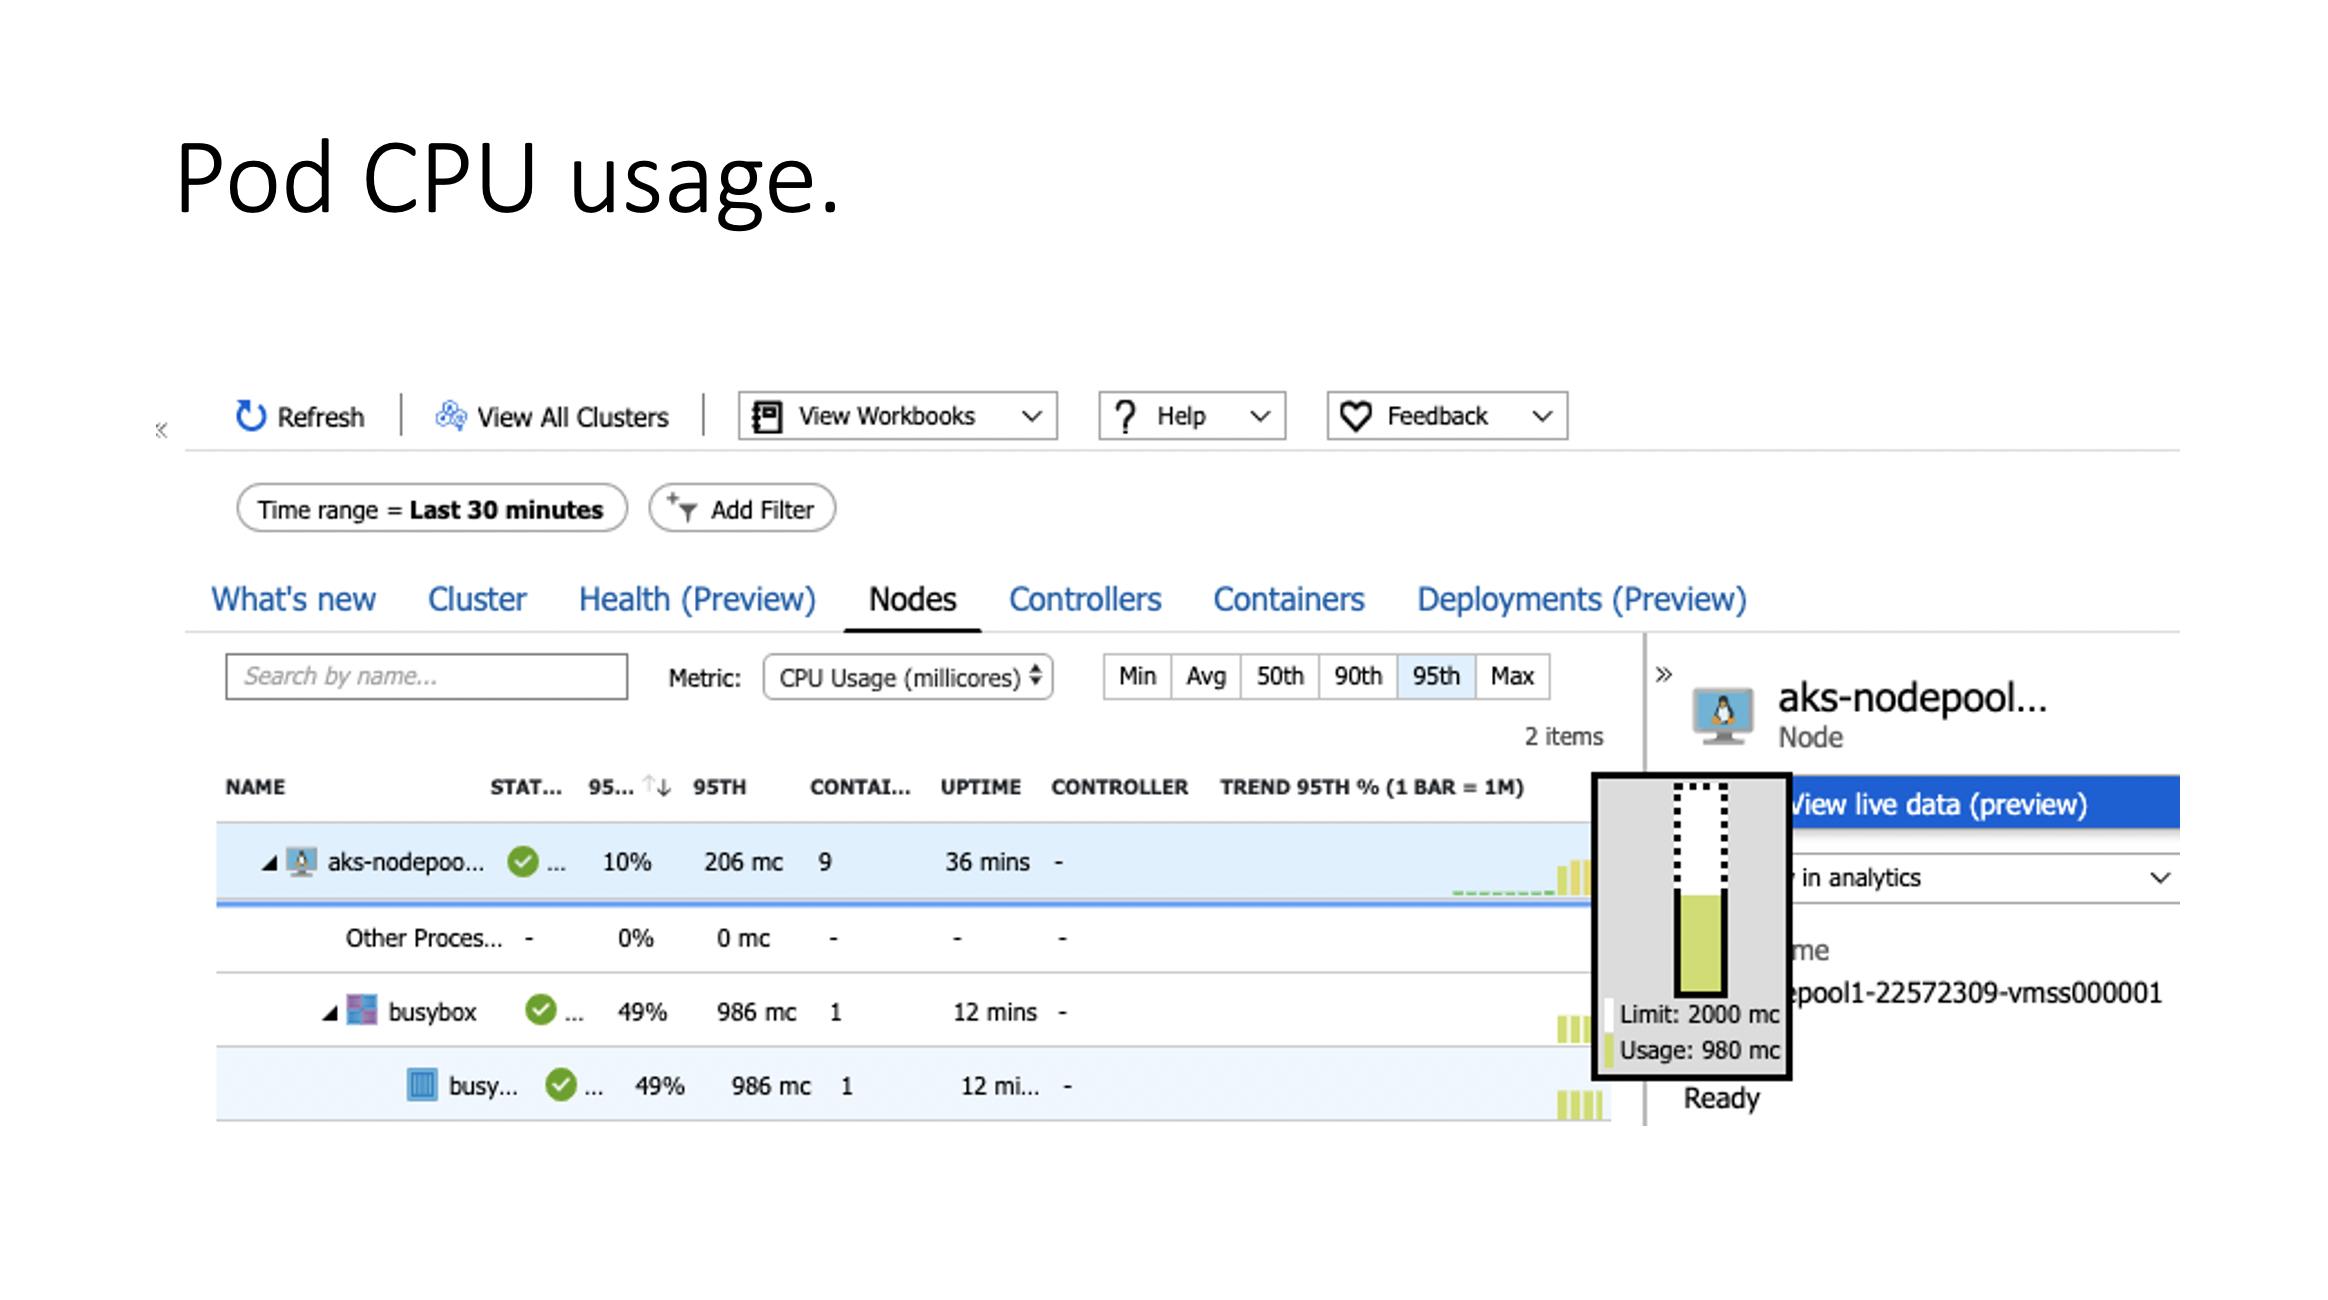 Pod CPU usage.
« Refresh View All Clusters View Workbooks ? Help Feedback
Time range = Last 30 minutes Add Filter
What's new Cluster Health (Preview) Nodes Controllers Containers Deployments (Preview)
Search by name... Metric: CPU Usage (millicores) Min Avg 50th 90th 95th Max
2 items
NAME STAT... 95... ↑↓ 95TH CONTAI... UPTIME CONTROLLER TREND 95TH % (1 BAR = 1M)
aks-nodepoo... ... 10% 206 mc 9 36 mins -
Other Proces... - 0% 0 mc - - -
busybox ... 49% 986 mc 1 12 mins -
busy... ... 49% 986 mc 1 12 mi... -
Limit: 2000 mc
Usage: 980 mc
» aks-nodepool...
Node
View live data (preview)
in analytics
me
epool1-22572309-vmss000001
Ready